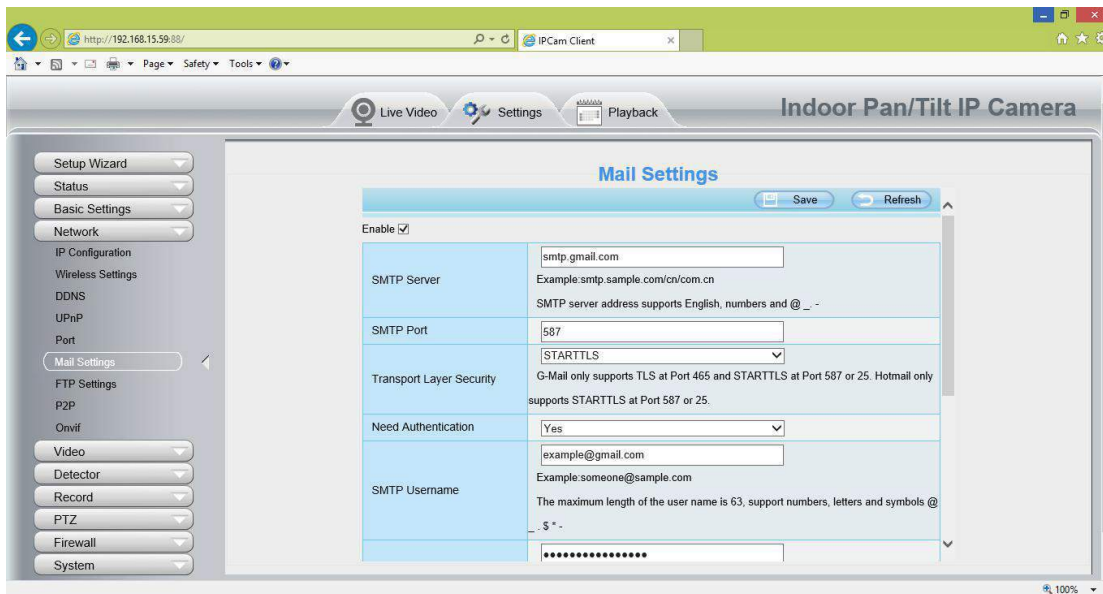 http://192.168.15.59:88/
IPCam Client
Page Safety Tools
Live Video Settings Playback Indoor Pan/Tilt IP Camera
Setup Wizard
Status
Basic Settings
Network
IP Configuration
Wireless Settings
DDNS
UPnP
Port
Mail Settings
FTP Settings
P2P
Onvif
Video
Detector
Record
PTZ
Firewall
System
Mail Settings
Save Refresh
Enable
SMTP Server
smtp.gmail.com
Example:smtp.sample.com/cn/com.cn
SMTP server address supports English, numbers and @ _ . -
SMTP Port
587
Transport Layer Security
STARTTLS
G-Mail only supports TLS at Port 465 and STARTTLS at Port 587 or 25. Hotmail only
supports STARTTLS at Port 587 or 25.
Need Authentication
Yes
SMTP Username
example@gmail.com
Example:someone@sample.com
The maximum length of the user name is 63, support numbers, letters and symbols @
_ . $ * -
••••••••••••••••
100%